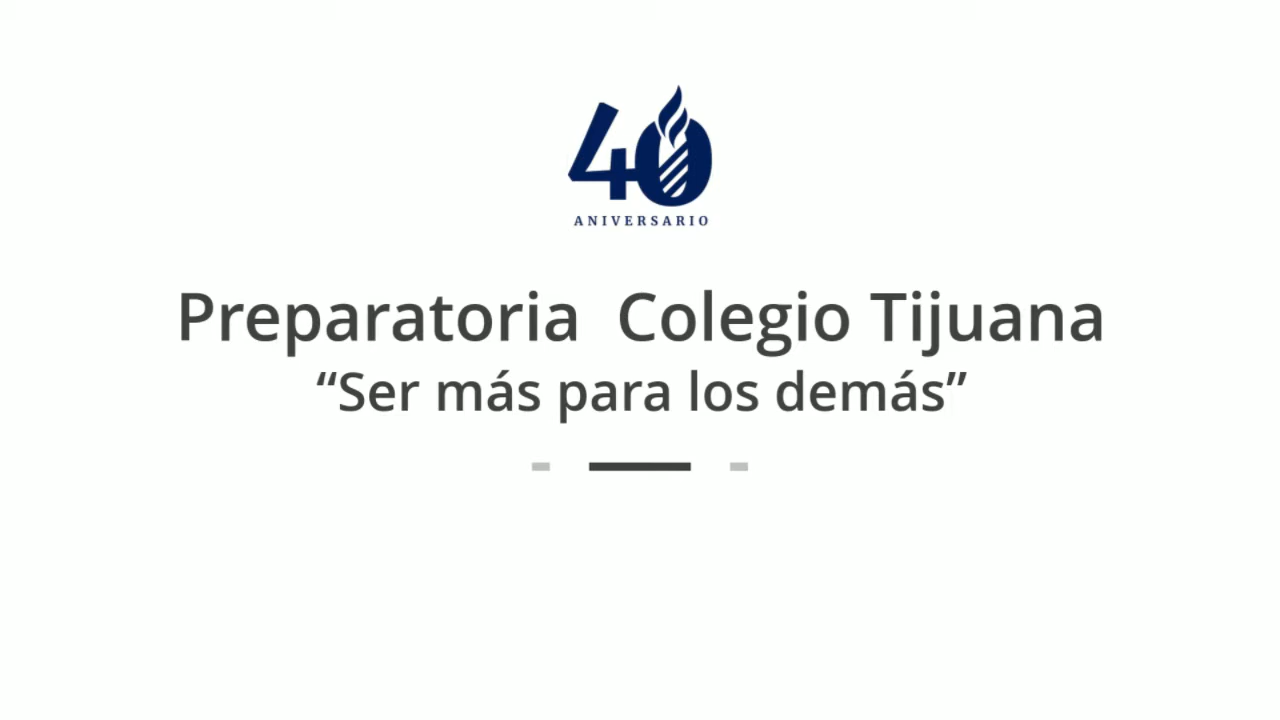 40
ANIVERSARIO
Preparatoria  Colegio Tijuana
“Ser más para los demás”